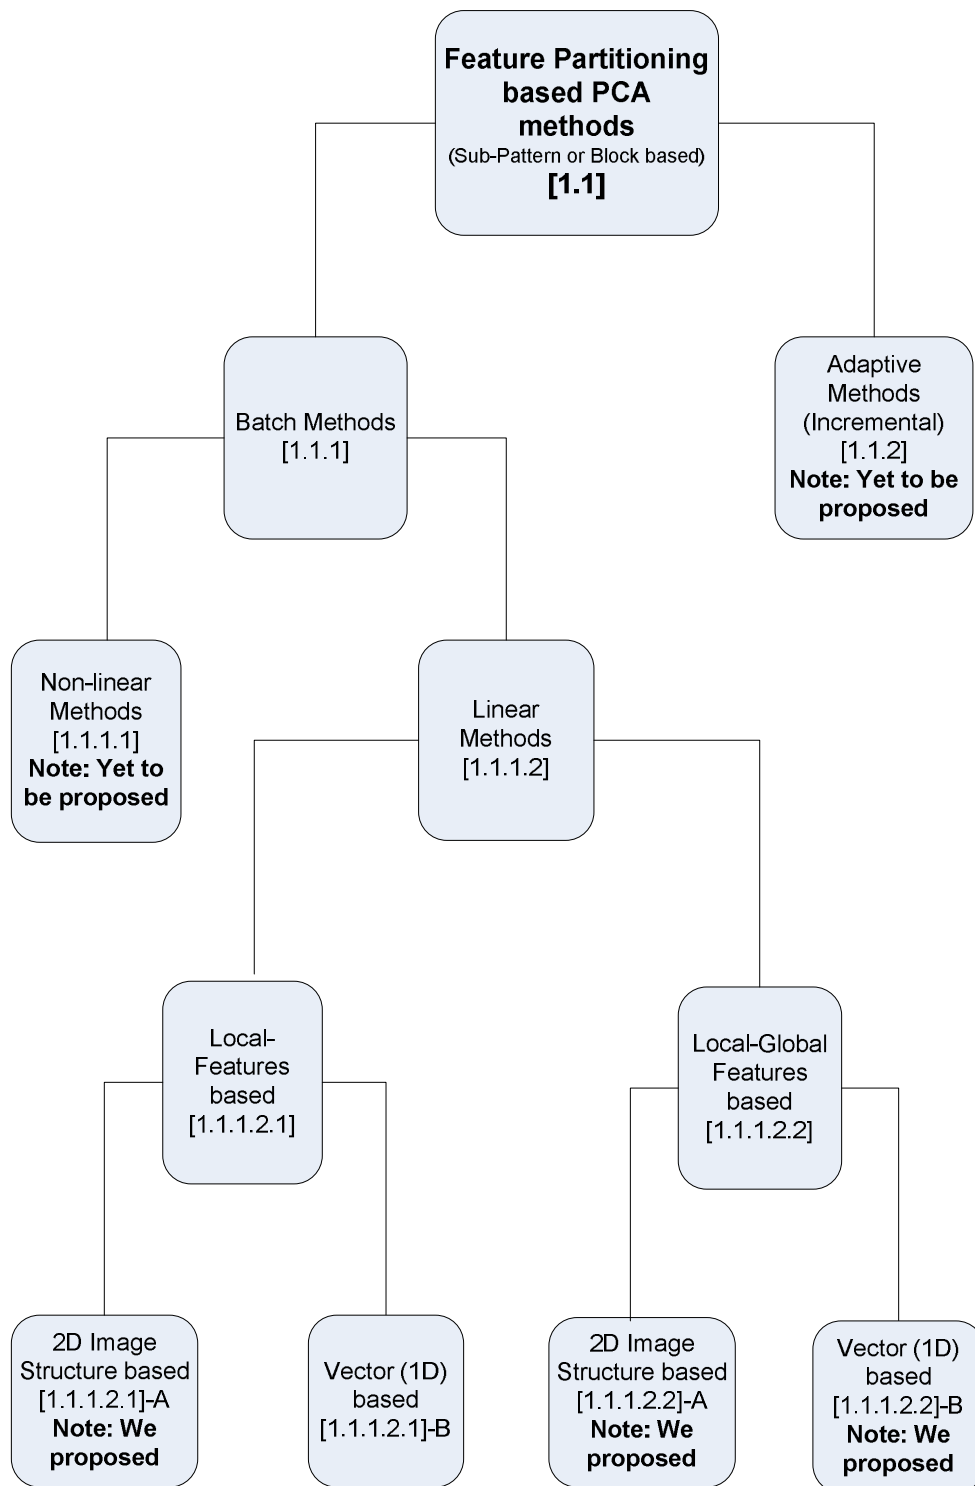 Feature Partitioning
based PCA
methods
(Sub-Pattern or Block based)
[1.1]
Batch Methods
[1.1.1]
Adaptive
Methods
(Incremental)
[1.1.2]
Note: Yet to be
proposed
Non-linear
Methods
[1.1.1.1]
Note: Yet to
be proposed
Linear
Methods
[1.1.1.2]
Local-
Features
based
[1.1.1.2.1]
Local-Global
Features
based
[1.1.1.2.2]
2D Image
Structure based
[1.1.1.2.1]-A
Note: We
proposed
Vector (1D)
based
[1.1.1.2.1]-B
2D Image
Structure based
[1.1.1.2.2]-A
Note: We
proposed
Vector (1D)
based
[1.1.1.2.2]-B
Note: We
proposed